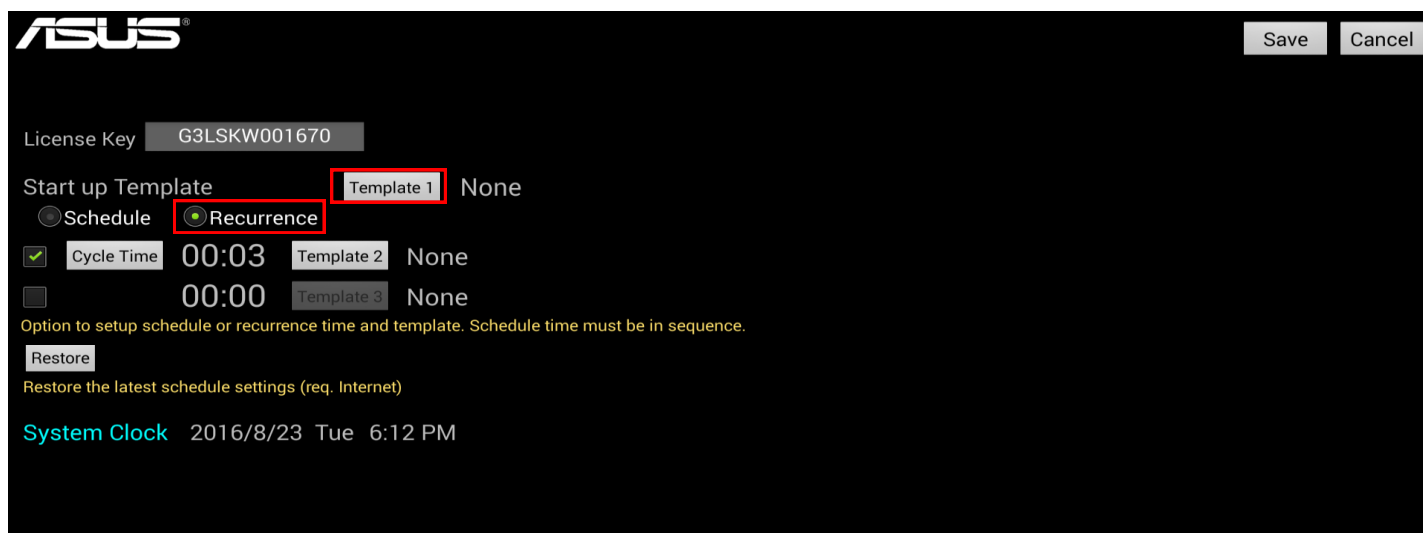 ASUS® Save Cancel
License Key G3LSKW001670
Start up Template Template 1 None
Schedule Recurrence
Cycle Time 00:03 Template 2 None
00:00 Template 3 None
Option to setup schedule or recurrence time and template. Schedule time must be in sequence.
Restore
Restore the latest schedule settings (req. Internet)
System Clock 2016/8/23 Tue 6:12 PM